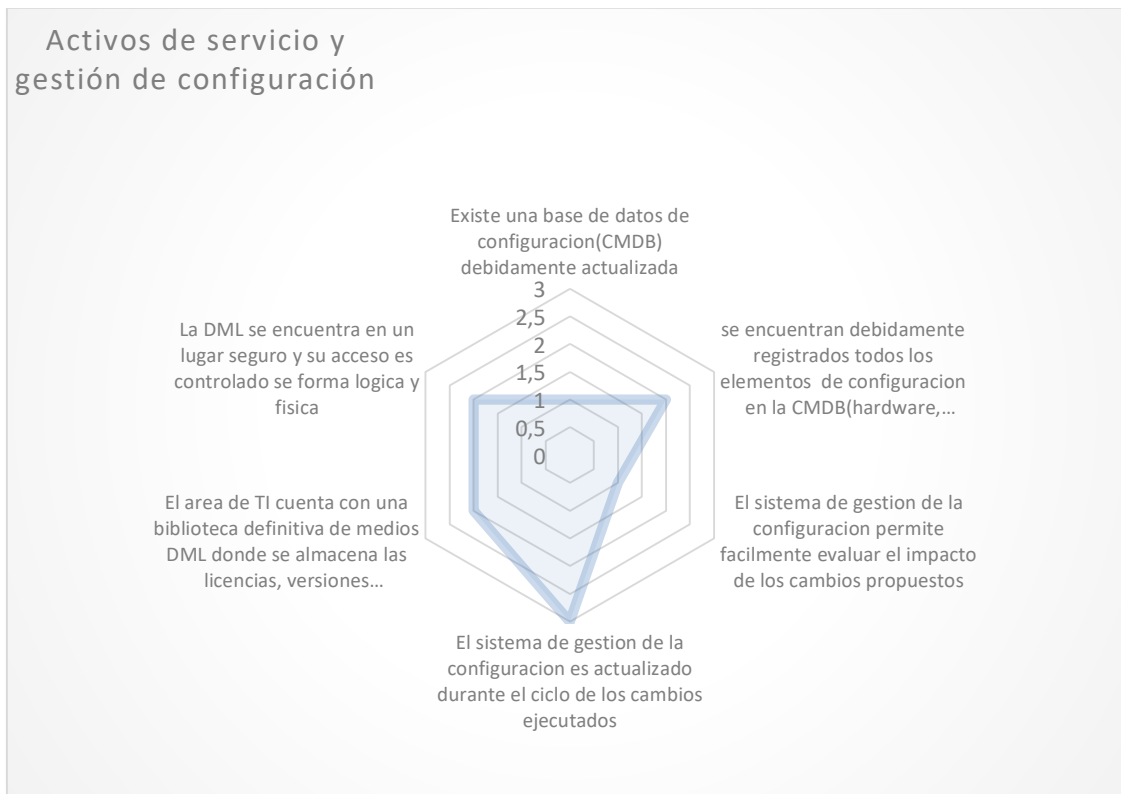 Activos de servicio y
gestión de configuración
Existe una base de datos de
configuracion(CMDB)
debidamente actualizada
se encuentran debidamente
registrados todos los
elementos de configuracion
en la CMDB(hardware,...
El sistema de gestion de la
configuracion permite
facilmente evaluar el impacto
de los cambios propuestos
El sistema de gestion de la
configuracion es actualizado
durante el ciclo de los cambios
ejecutados
El area de TI cuenta con una
biblioteca definitiva de medios
DML donde se almacena las
licencias, versiones...
La DML se encuentra en un
lugar seguro y su acceso es
controlado se forma logica y
fisica
3
2,5
2
1,5
1
0,5
0